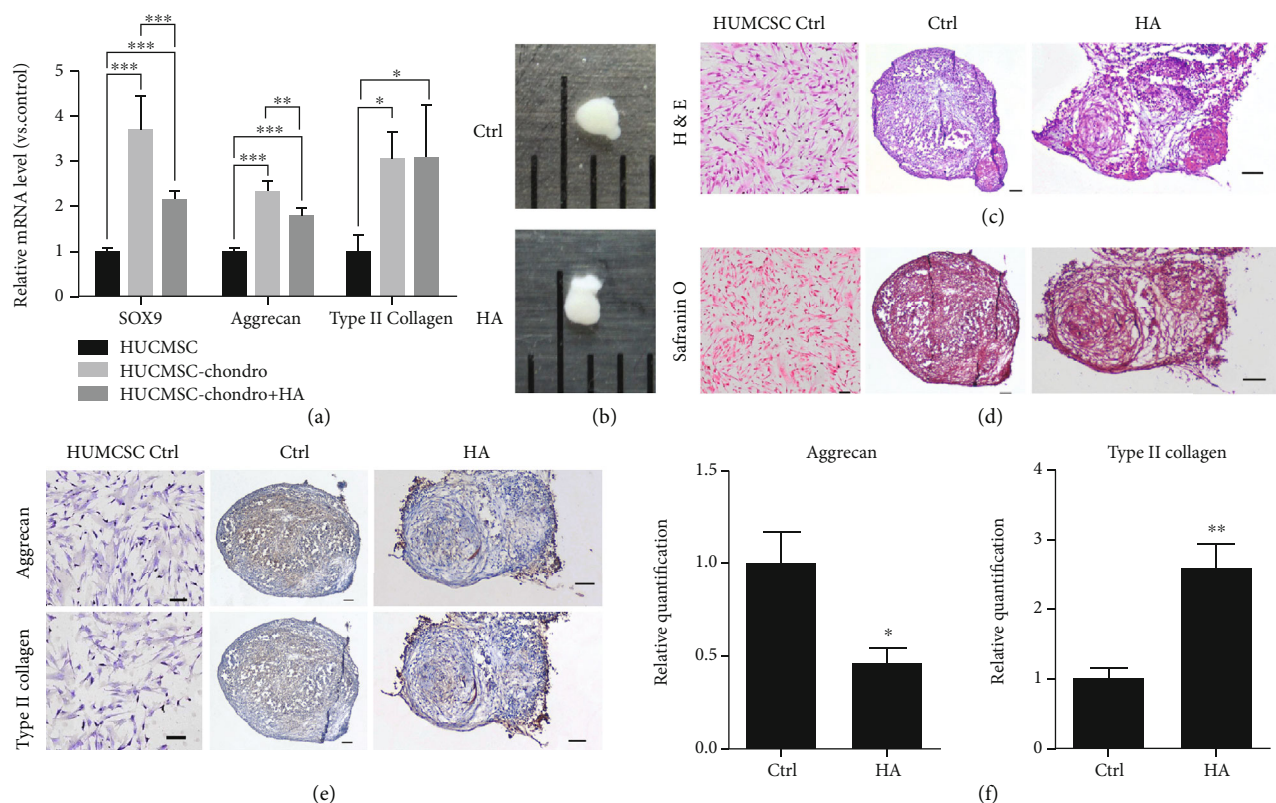 (a)
Relative mRNA level (vs.control)
5
4
3
2
1
0
***
***
***
***
***
**
*
*
SOX9
Aggrecan
Type II Collagen
HUCMSC
HUCMSC-chondro
HUCMSC-chondro+HA
Ctrl
HA
(b)
HUMCSC Ctrl
Ctrl
HA
H & E
(c)
Safranin O
(d)
HUMCSC Ctrl
Ctrl
HA
Aggrecan
Type II collagen
(e)
Aggrecan
Relative quantification
1.5
1.0
0.5
0.0
*
Ctrl
HA
Type II collagen
Relative quantification
4
3
2
1
0
**
Ctrl
HA
(f)